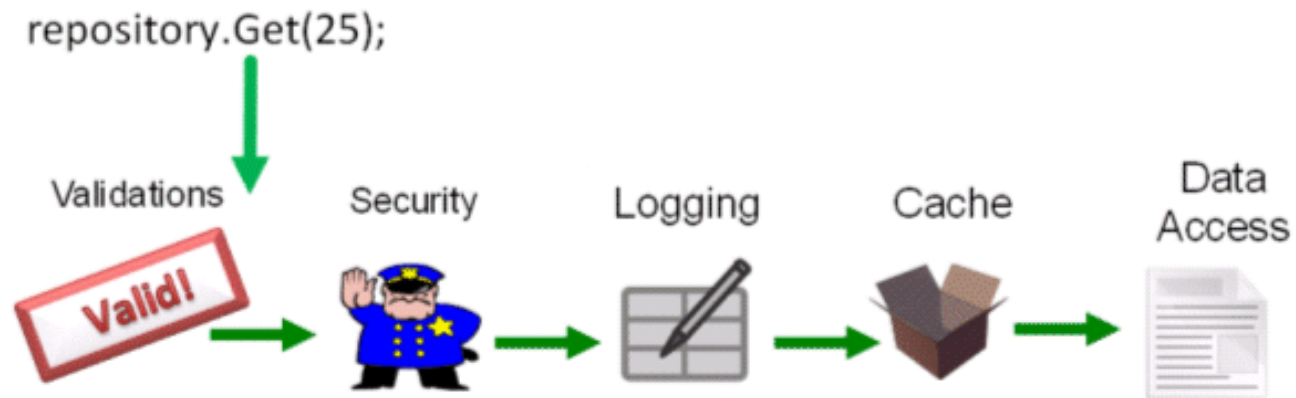 repository.Get(25);
Validations
Security
Logging
Cache
Data
Access
Valid!